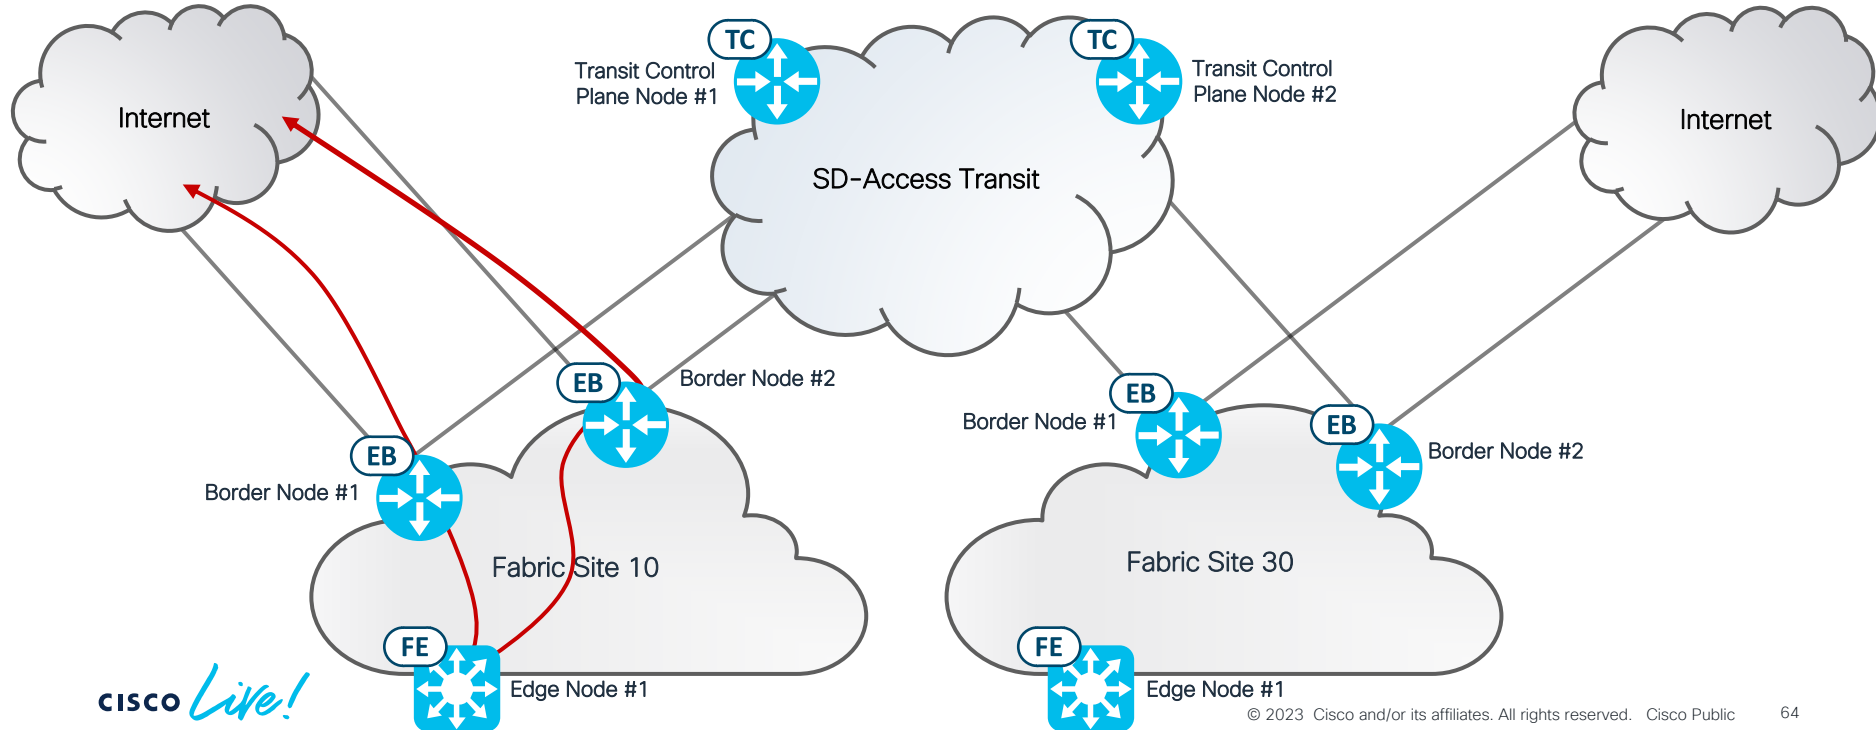 TC
TC
Transit Control
Plane Node #1
Transit Control
Plane Node #2
Internet
Internet
SD-Access Transit
EB
Border Node #2
EB
Border Node #1
EB
Border Node #2
EB
Border Node #1
Fabric Site 10
Fabric Site 30
FE
Edge Node #1
FE
Edge Node #1
CISCO Live!
© 2023 Cisco and/or its affiliates. All rights reserved. Cisco Public
64